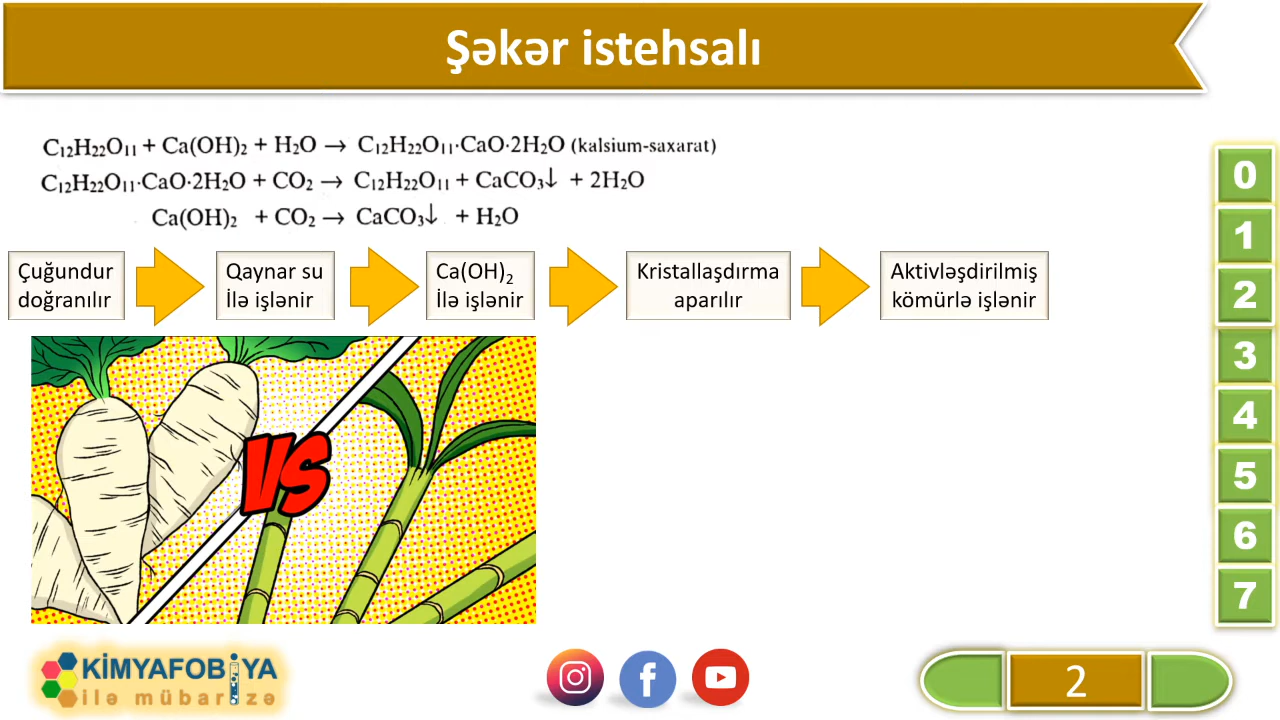 Şəkər istehsalı
C₁₂H₂₂O₁₁ + Ca(OH)₂ + H₂O → C₁₂H₂₂O₁₁·CaO·2H₂O (kalsium-saxarat)
C₁₂H₂₂O₁₁·CaO·2H₂O + CO₂ → C₁₂H₂₂O₁₁ + CaCO₃↓ + 2H₂O
Ca(OH)₂ + CO₂ → CaCO₃↓ + H₂O
Çuğundur
doğranılır
Qaynar su
İlə işlənir
Ca(OH)₂
İlə işlənir
Kristallaşdırma
aparılır
Aktivləşdirilmiş
kömürlə işlənir
VS
0
1
2
3
4
5
6
7
KİMYAFOBİYA
ilə mübarizə
f
2